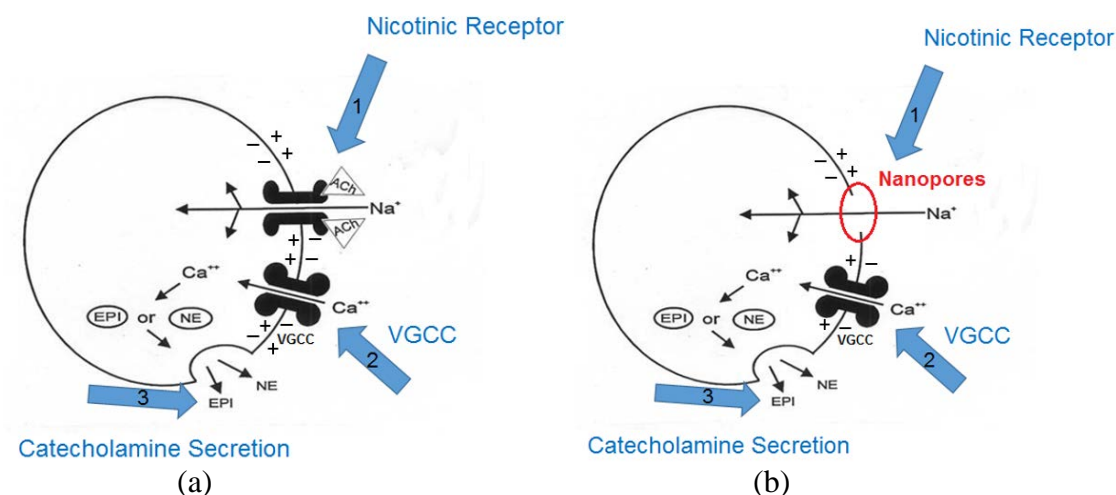 Nicotinic Receptor
1
ACh
Na⁺
ACh
Ca⁺⁺
Ca⁺⁺
EPI or NE
VGCC
VGCC
2
3
NE
EPI
Catecholamine Secretion
(a)
Nicotinic Receptor
1
Nanopores
Na⁺
Ca⁺⁺
Ca⁺⁺
EPI or NE
VGCC
VGCC
2
3
NE
EPI
Catecholamine Secretion
(b)